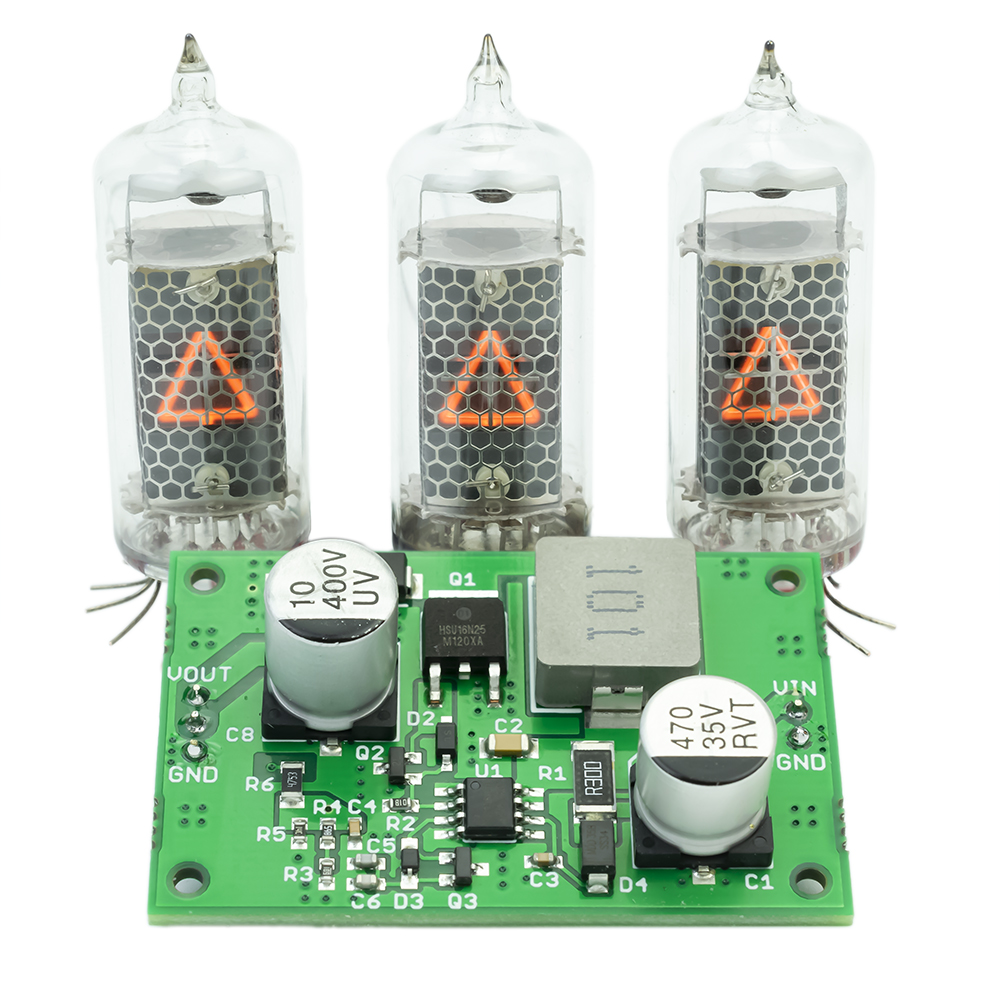 10
400V
UV
Q1
HSU16N25
M120XA
101
VOUT
VIN
470
35V
RVT
D2
C2
C8
Q2
U1
R1
R300
GND
GND
R6
4753
R4 C4
R2
R5
C5
R3
C3
D4
C1
C6 D3 Q3